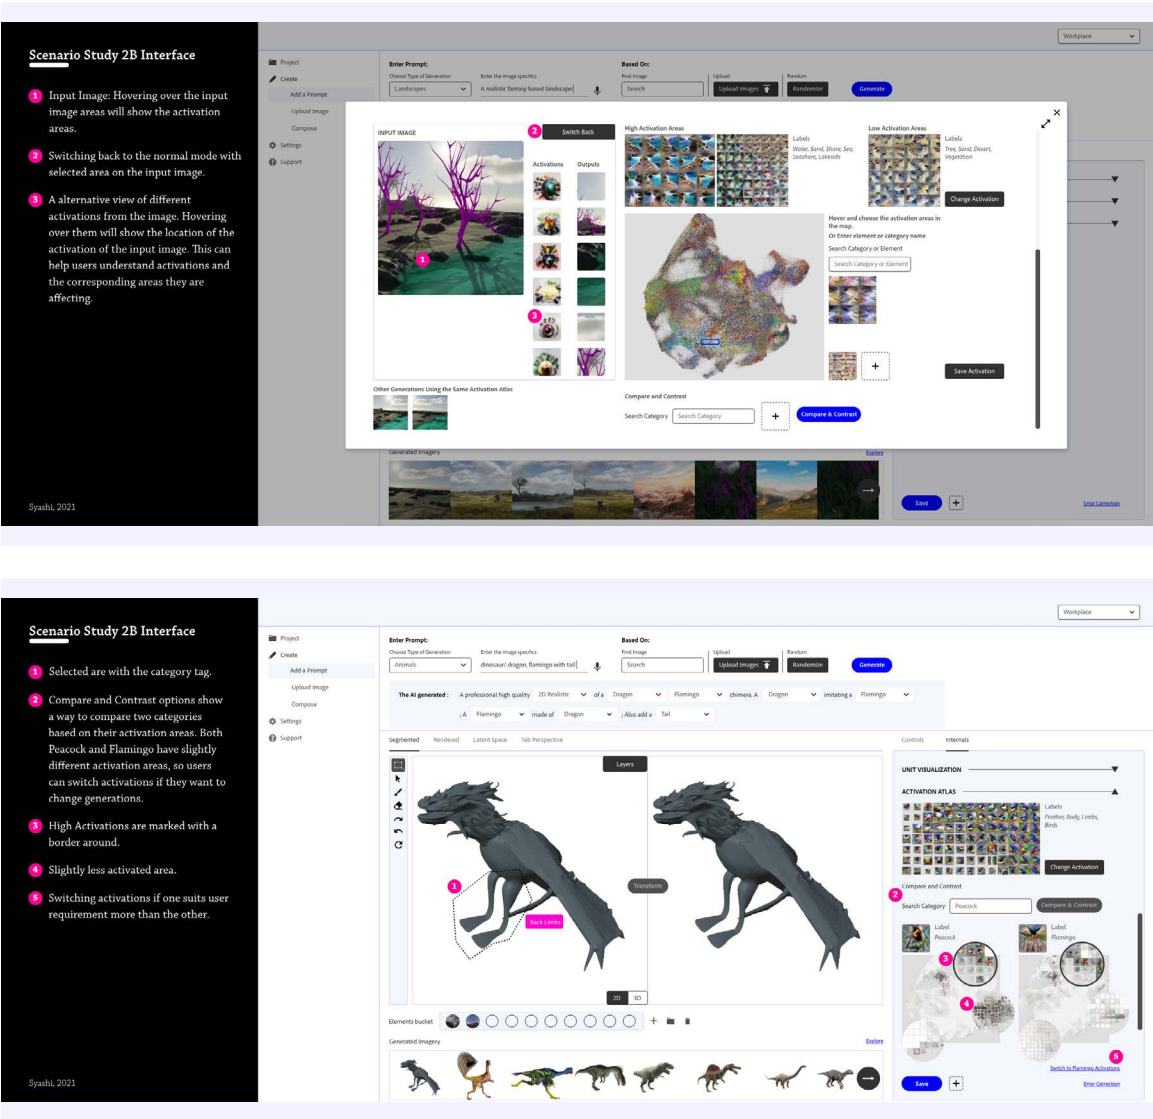 Scenario Study 2B Interface
1 Input Image: Hovering over the input
image areas will show the activation
areas.
2 Switching back to the normal mode with
selected area on the input image.
3 A alternative view of different
activations from the image. Hovering
over them will show the location of the
activation of the input image. This can
help users understand activations and
the corresponding areas they are
affecting.
Syashi, 2021
Workplace
Project
Create
Add a Prompt
Upload Image
Compose
Settings
Support
Enter Prompt:
Based On:
Choose Type of Generation
Enter the image specifics
Find Image
Upload
Random
Landscapes
A realistic fantasy based landscape
Search
Upload Images
Randomize
Generate
INPUT IMAGE
2
Switch Back
Activations
Outputs
1
3
High Activation Areas
Labels
Water, Sand, Shore, Sea,
Seashore, Lakeside
Low Activation Areas
Labels
Tree, Sand, Desert,
Vegetation
Change Activation
Hover and choose the activation areas in
the map.
Or Enter element or category name
Search Category or Element
Search Category or Element
Save Activation
Other Generations Using the Same Activation Atlas
Compare and Contrast
Search Category
Search Category
Compare & Contrast
Generated Imagery
Explore
Save
Error Correction
Scenario Study 2B Interface
1 Selected are with the category tag.
2 Compare and Contrast options show
a way to compare two categories
based on their activation areas. Both
Peacock and Flamingo have slightly
different activation areas, so users
can switch activations if they want to
change generations.
3 High Activations are marked with a
border around.
4 Slightly less activated area.
5 Switching activations if one suits user
requirement more than the other.
Syashi, 2021
Workplace
Project
Create
Add a Prompt
Upload Image
Compose
Settings
Support
Enter Prompt:
Based On:
Choose Type of Generation
Enter the image specifics
Find Image
Upload
Random
Animals
dinosaur/ dragon, flamingo with tail
Search
Upload Images
Randomize
Generate
The AI generated : A professional high quality 2D Realistic of a Dragon Flamingo chimera. A Dragon imitating a Flamingo
; A Flamingo made of Dragon ; Also add a Tail
Segmented
Rendered
Latent Space
Tab Perspective
Controls
Internals
Layers
1
Back Limbs
Transform
2D
3D
UNIT VISUALIZATION
ACTIVATION ATLAS
Labels
Feather, Body, Limbs,
Birds
Change Activation
Compare and Contrast
2
Search Category
Peacock
Compare & Contrast
Label
Peacock
Label
Flamingo
3
4
5
Switch to Flamingo Activations
Elements bucket
Generated Imagery
Explore
Save
Error Correction